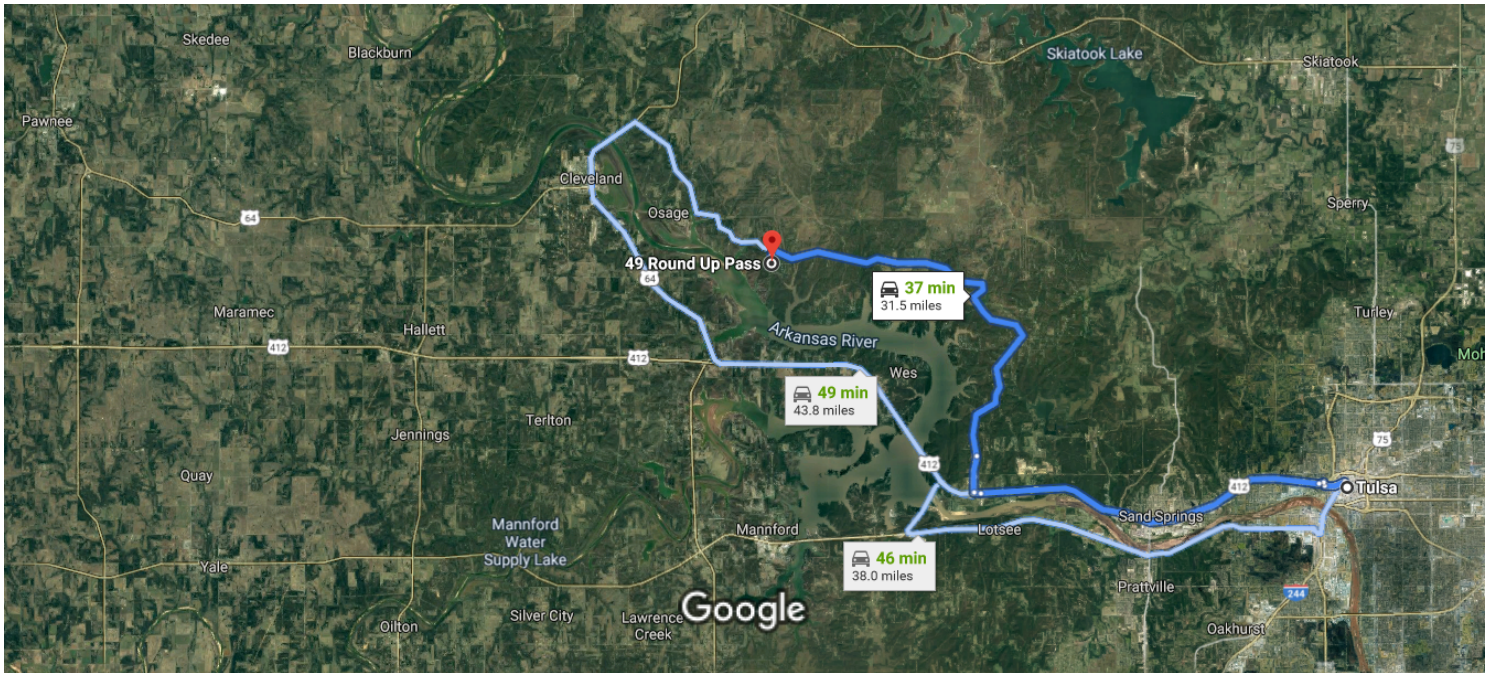 Skedee
Blackburn
Skiatook Lake
Skiatook
Pawnee
75
Cleveland
64
Osage
Sperry
49 Round Up Pass
64
37 min
31.5 miles
Maramec
Turley
Hallett
Arkansas River
412
412
Moh
Wes
49 min
43.8 miles
Terlton
Jennings
75
412
Quay
412
Tulsa
Mannford
Water
Supply Lake
Mannford
Lotsee
Sand Springs
46 min
38.0 miles
Yale
Prattville
244
Silver City
Lawrence
Creek
Google
Oilton
Oakhurst